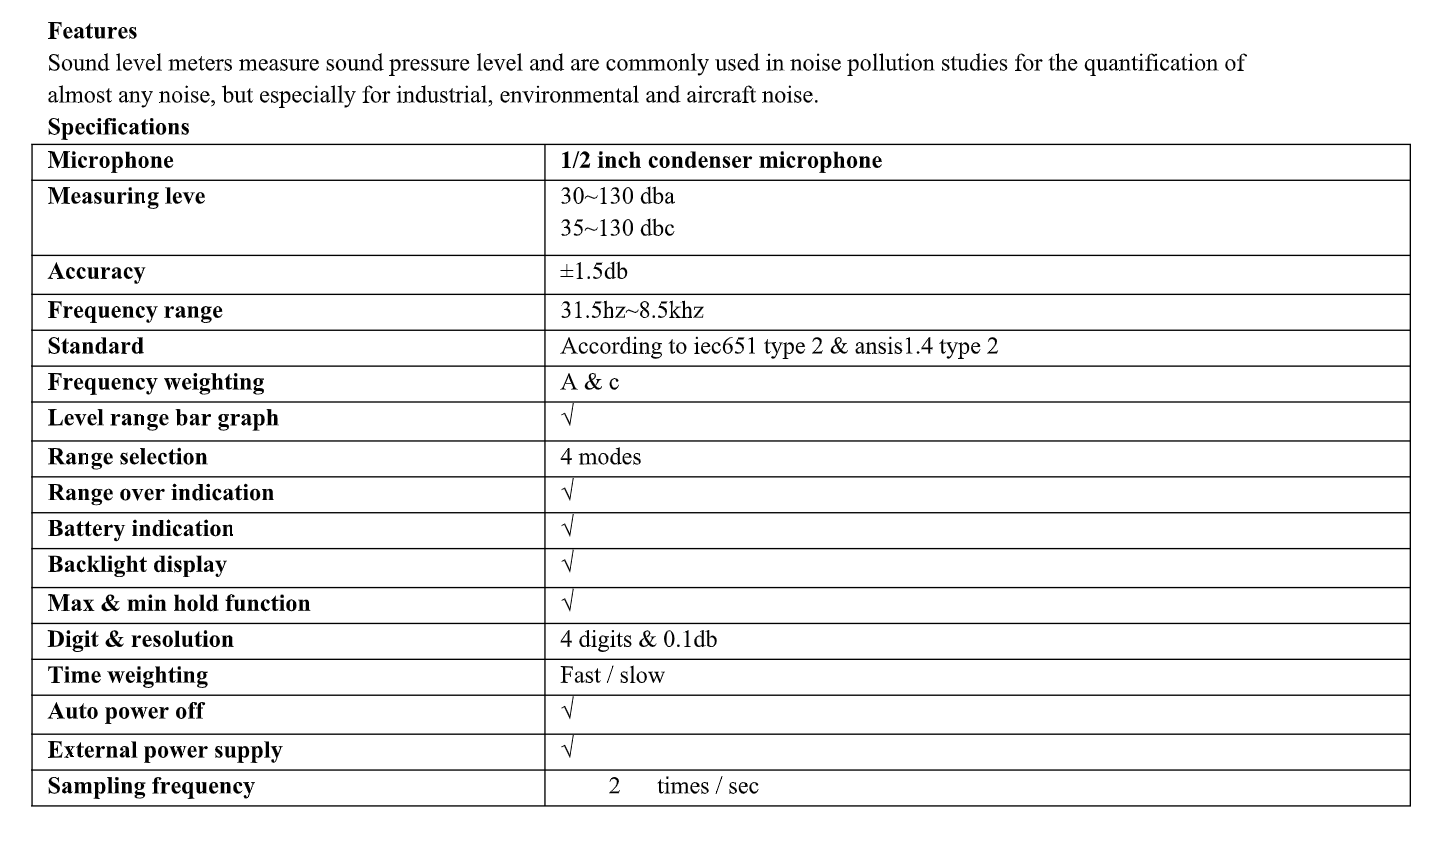 Features
Sound level meters measure sound pressure level and are commonly used in noise pollution studies for the quantification of
almost any noise, but especially for industrial, environmental and aircraft noise.
Specifications
Microphone 1/2 inch condenser microphone
Measuring leve 30~130 dba
35~130 dbc
Accuracy ±1.5db
Frequency range 31.5hz~8.5khz
Standard According to iec651 type 2 & ansis1.4 type 2
Frequency weighting A & c
Level range bar graph √
Range selection 4 modes
Range over indication √
Battery indication √
Backlight display √
Max & min hold function √
Digit & resolution 4 digits & 0.1db
Time weighting Fast / slow
Auto power off √
External power supply √
Sampling frequency 2 times / sec